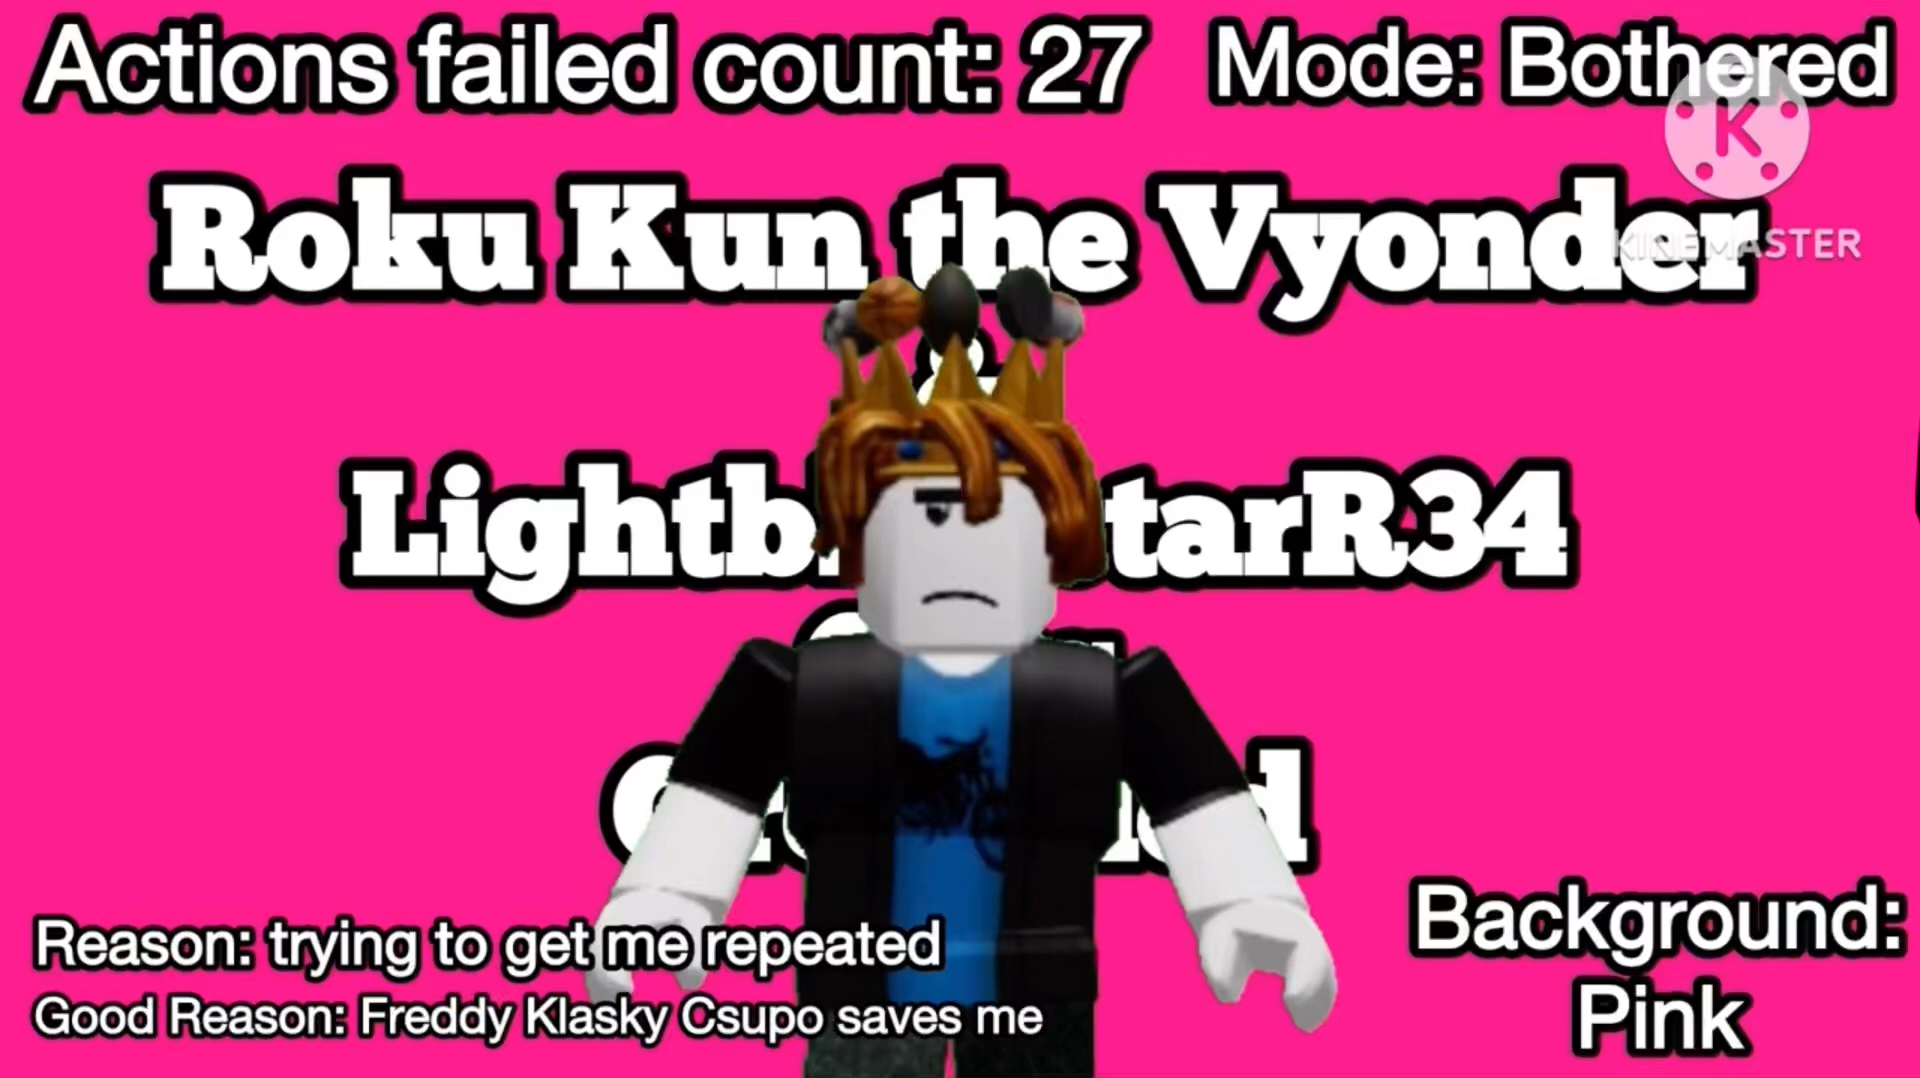 Actions failed count: 27 Mode: Bothered
K
KINEMASTER
Roku Kun the Vyonder
&
Reason: trying to get me repeated
Good Reason: Freddy Klasky Csupo saves me
Background:
Pink